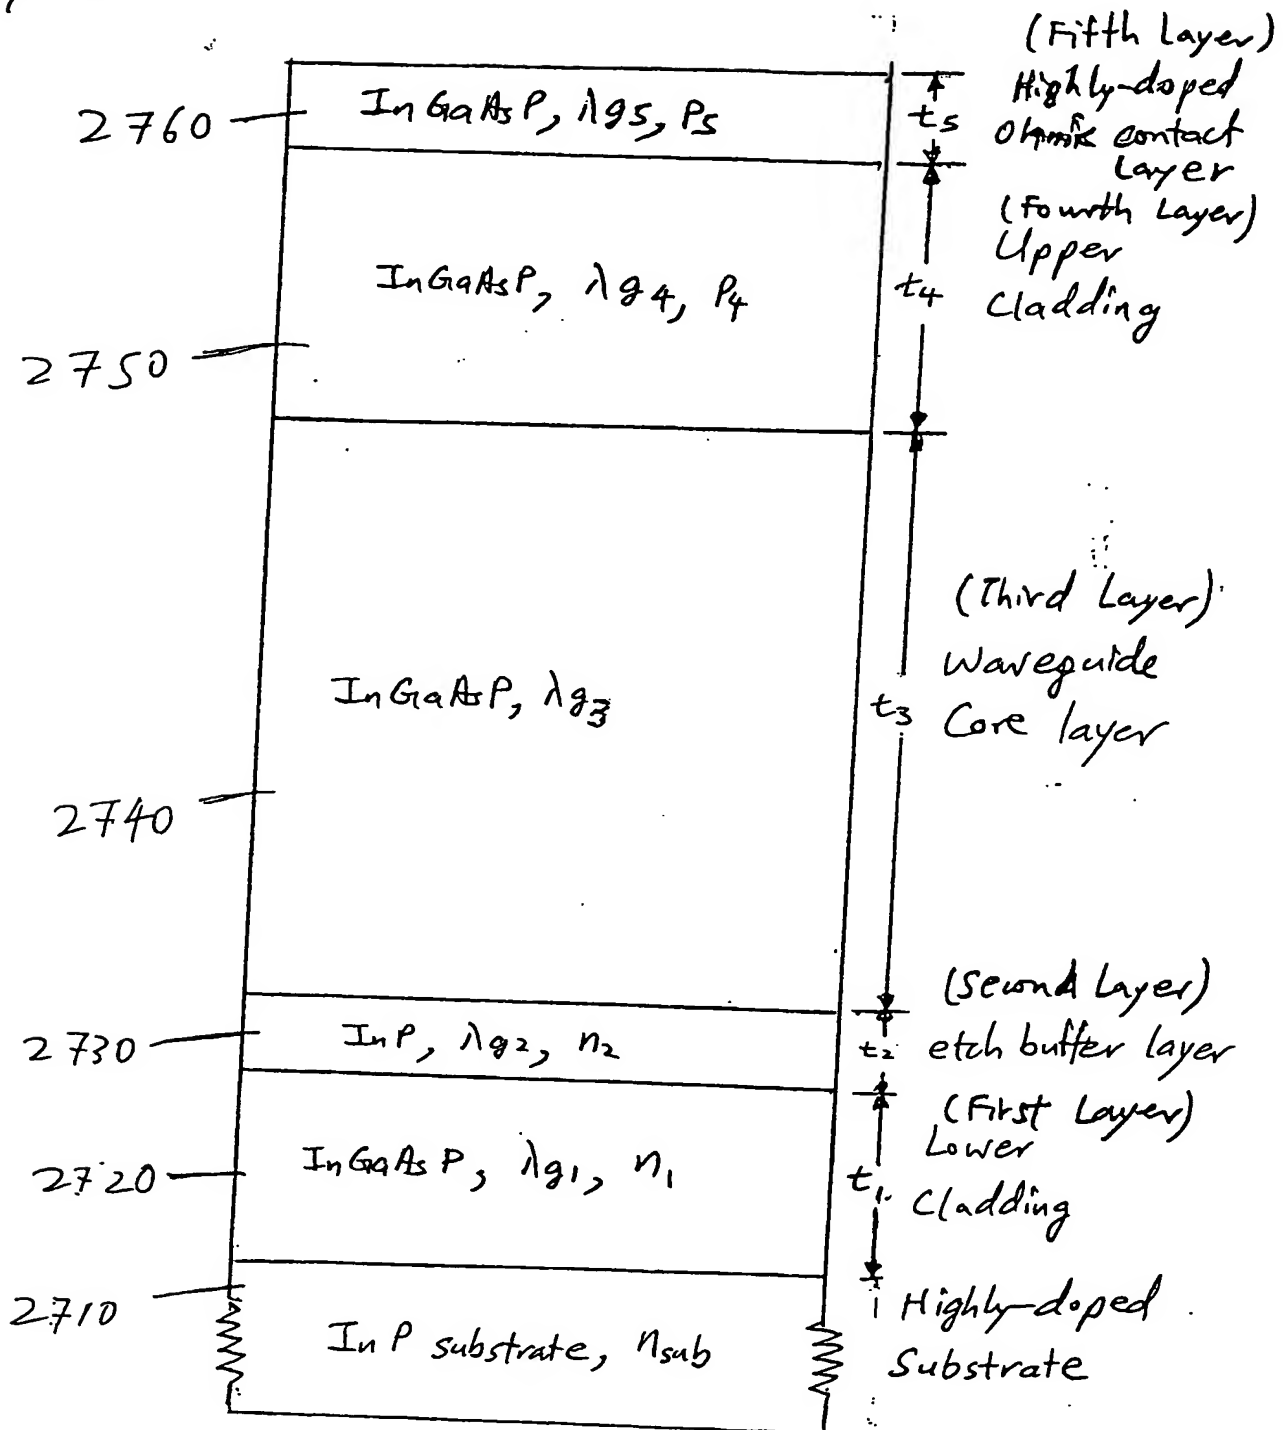 (Fifth Layer)
Highly-doped
Ohmic contact
Layer
2760
InGaAsP, λg5, P5
t5
(Fourth Layer)
Upper
Cladding
InGaAsP, λg4, P4
t4
2750
(Third Layer)
Waveguide
Core layer
InGaAsP, λg3
t3
2740
(Second Layer)
etch buffer layer
2730
InP, λg2, n2
t2
(First Layer)
Lower
Cladding
2720
InGaAsP, λg1, n1
t1
2710
Highly-doped
Substrate
InP substrate, nsub